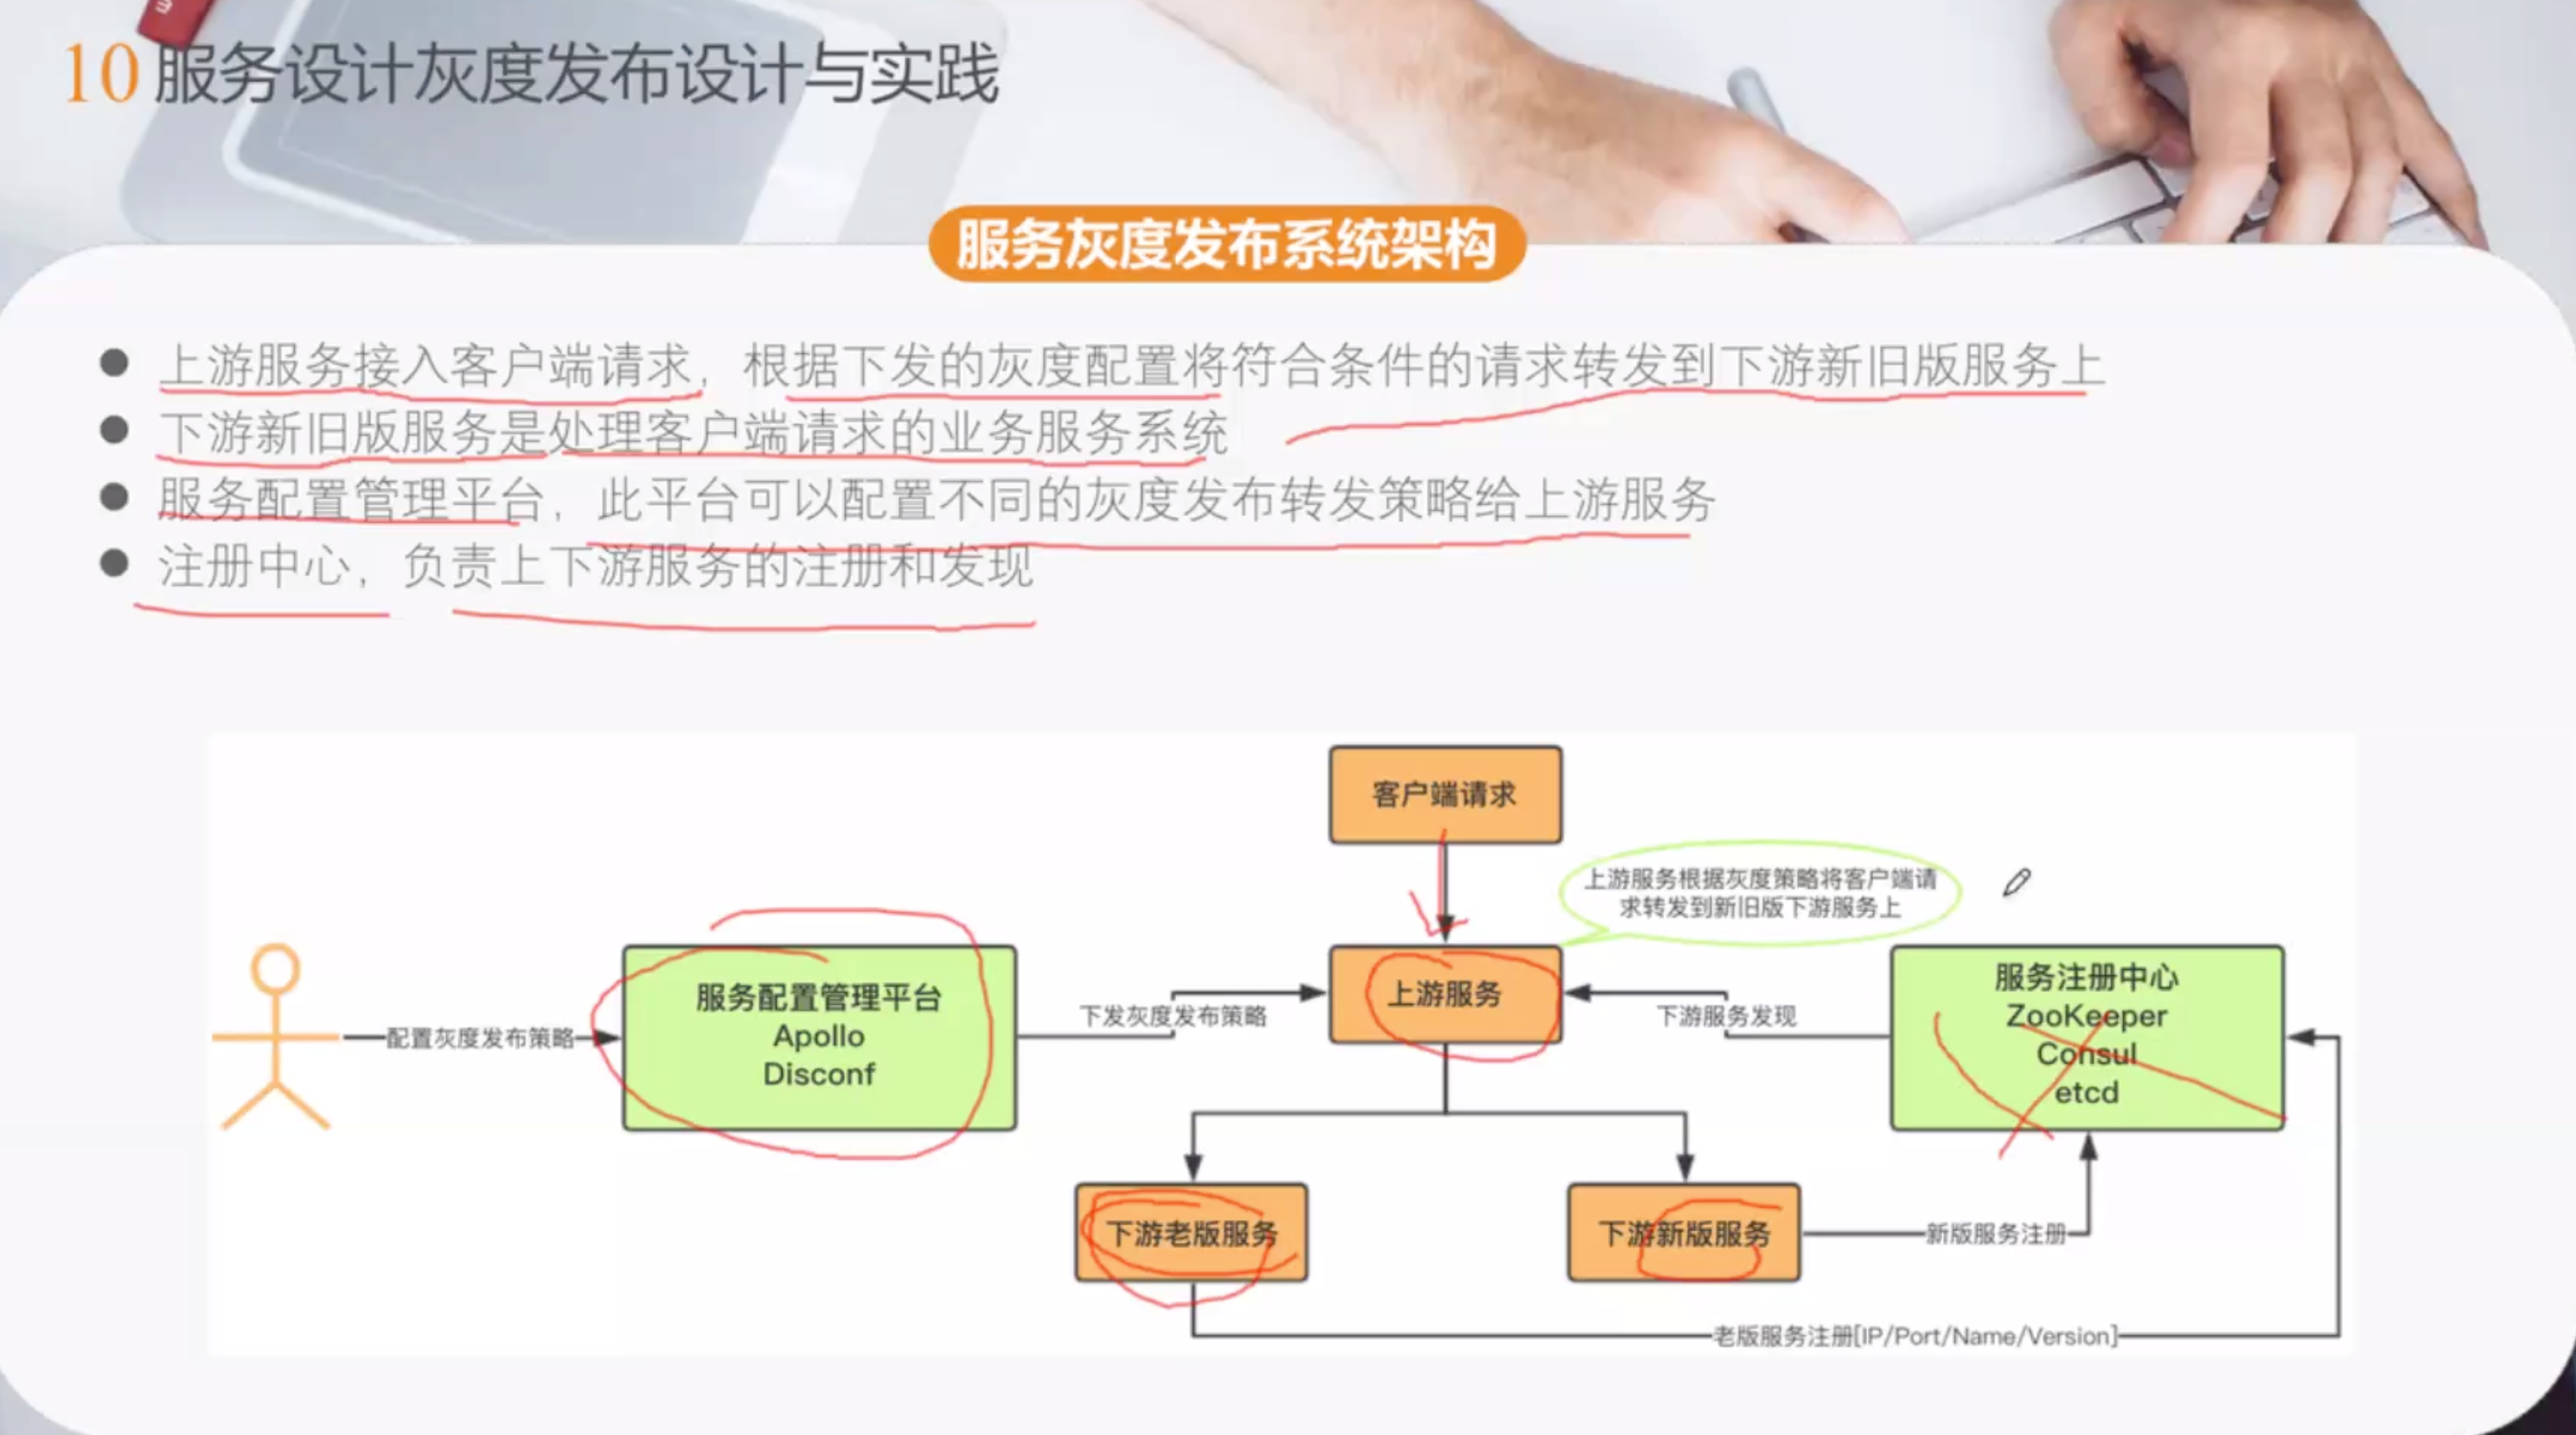 10 服务设计灰度发布设计与实践
服务灰度发布系统架构
● 上游服务接入客户端请求，根据下发的灰度配置将符合条件的请求转发到下游新旧版服务上
● 下游新旧版服务是处理客户端请求的业务服务系统
● 服务配置管理平台，此平台可以配置不同的灰度发布转发策略给上游服务
● 注册中心，负责上下游服务的注册和发现
客户端请求
上游服务根据灰度策略将客户端请
求转发到新旧版下游服务上
配置灰度发布策略
服务配置管理平台
Apollo
Disconf
下发灰度发布策略
上游服务
下游服务发现
服务注册中心
ZooKeeper
Consul
etcd
下游老版服务
下游新版服务
新版服务注册
老版服务注册[IP/Port/Name/Version]